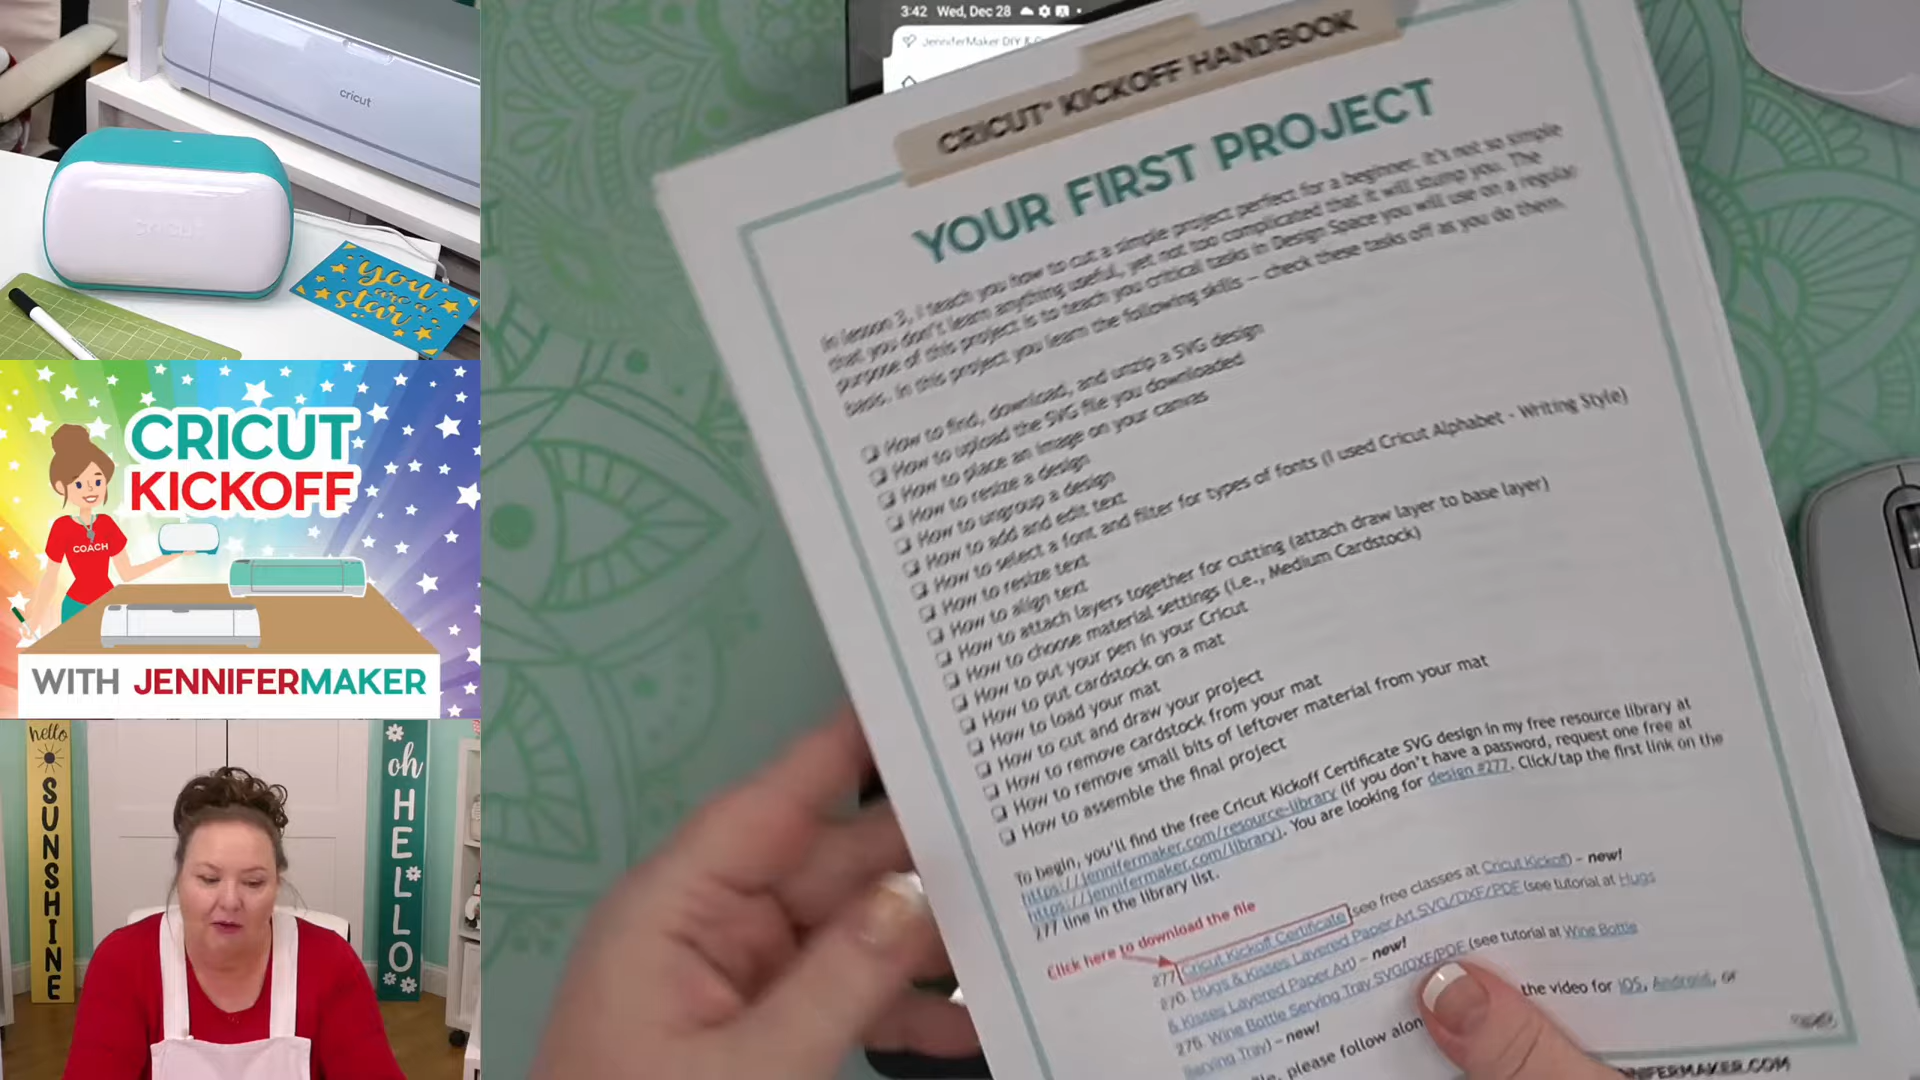 cricut
cricut
you
are a
star
CRICUT
KICKOFF
COACH
WITH JENNIFERMAKER
hello
SUNSHINE
oh
HELLO
3:42 Wed, Dec 28
JenniferMaker DIY &
CRICUT® KICKOFF HANDBOOK
YOUR FIRST PROJECT
In lesson 3, I teach you how to cut a simple project perfect for a beginner. It's not so simple
that you don't learn anything useful, yet not too complicated that it will stump you. The
purpose of this project is to teach you critical tasks in Design Space you will use on a regular
basis. In this project you learn the following skills – check these tasks off as you do them.
❏ How to find, download, and unzip a SVG design
❏ How to upload the SVG file you downloaded
❏ How to place an image on your canvas
❏ How to resize a design
❏ How to ungroup a design
❏ How to add and edit text
❏ How to select a font and filter for types of fonts (I used Cricut Alphabet - Writing Style)
❏ How to resize text
❏ How to align text
❏ How to attach layers together for cutting (attach draw layer to base layer)
❏ How to choose material settings (i.e., Medium Cardstock)
❏ How to put your pen in your Cricut
❏ How to put cardstock on a mat
❏ How to load your mat
❏ How to cut and draw your project
❏ How to remove cardstock from your mat
❏ How to remove small bits of leftover material from your mat
❏ How to assemble the final project
To begin, you'll find the free Cricut Kickoff Certificate SVG design in my free resource library at
https://jennifermaker.com/resource-library (if you don't have a password, request one free at
https://jennifermaker.com/library). You are looking for design #277. Click/tap the first link on the
277 line in the library list.
Click here to download the file
277. Cricut Kickoff Certificate (see free classes at Cricut Kickoff) – new!
276. Hugs & Kisses Layered Paper Art SVG/DXF/PDF (see tutorial at Hugs
& Kisses Layered Paper Art) – new!
Wine Bottle Serving Tray SVG/DXF/PDF (see tutorial at Wine Bottle
Serving Tray) – new!
please follow alon
the video for iOS, Android, or
NNIFERMAKER.COM